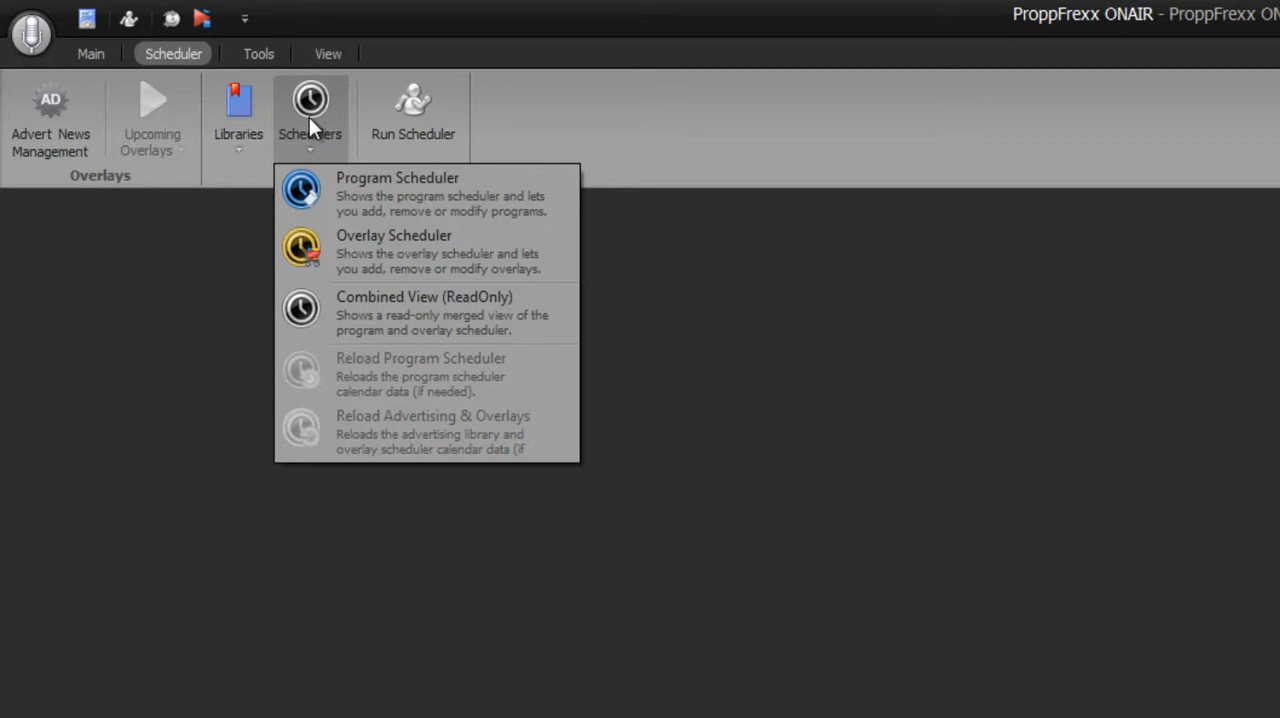 ProppFrexx ONAIR - ProppFrexx ON
Main
Scheduler
Tools
View
AD
Advert News
Management
Upcoming
Overlays
Libraries
Schedulers
Run Scheduler
Overlays
Program Scheduler
Shows the program scheduler and lets
you add, remove or modify programs.
Overlay Scheduler
Shows the overlay scheduler and lets
you add, remove or modify overlays.
Combined View (ReadOnly)
Shows a read-only merged view of the
program and overlay scheduler.
Reload Program Scheduler
Reloads the program scheduler
calendar data (if needed).
Reload Advertising & Overlays
Reloads the advertising library and
overlay scheduler calendar data (if